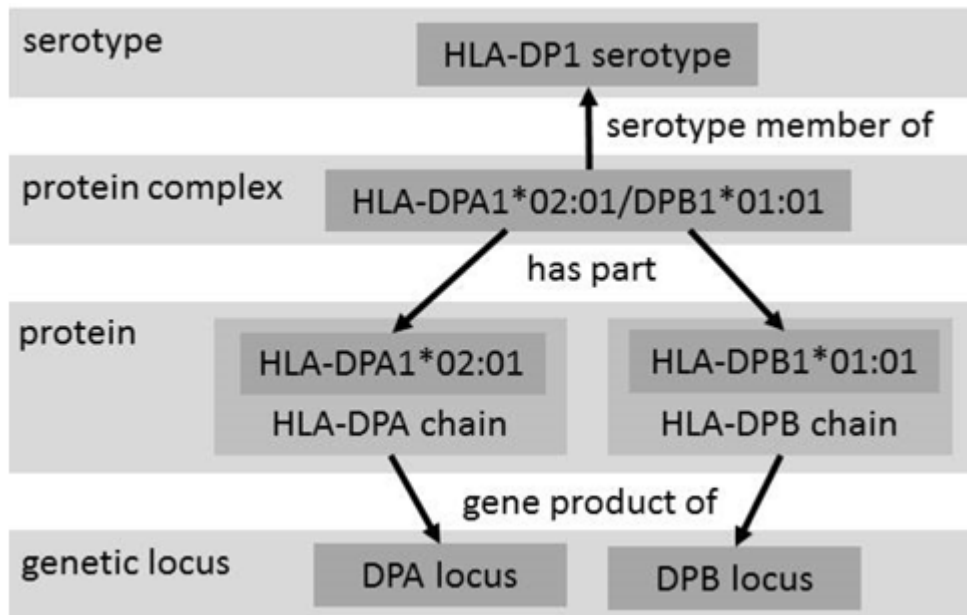 serotype
HLA-DP1 serotype
serotype member of
protein complex
HLA-DPA1*02:01/DPB1*01:01
has part
protein
HLA-DPA1*02:01
HLA-DPB1*01:01
HLA-DPA chain
HLA-DPB chain
gene product of
genetic locus
DPA locus
DPB locus